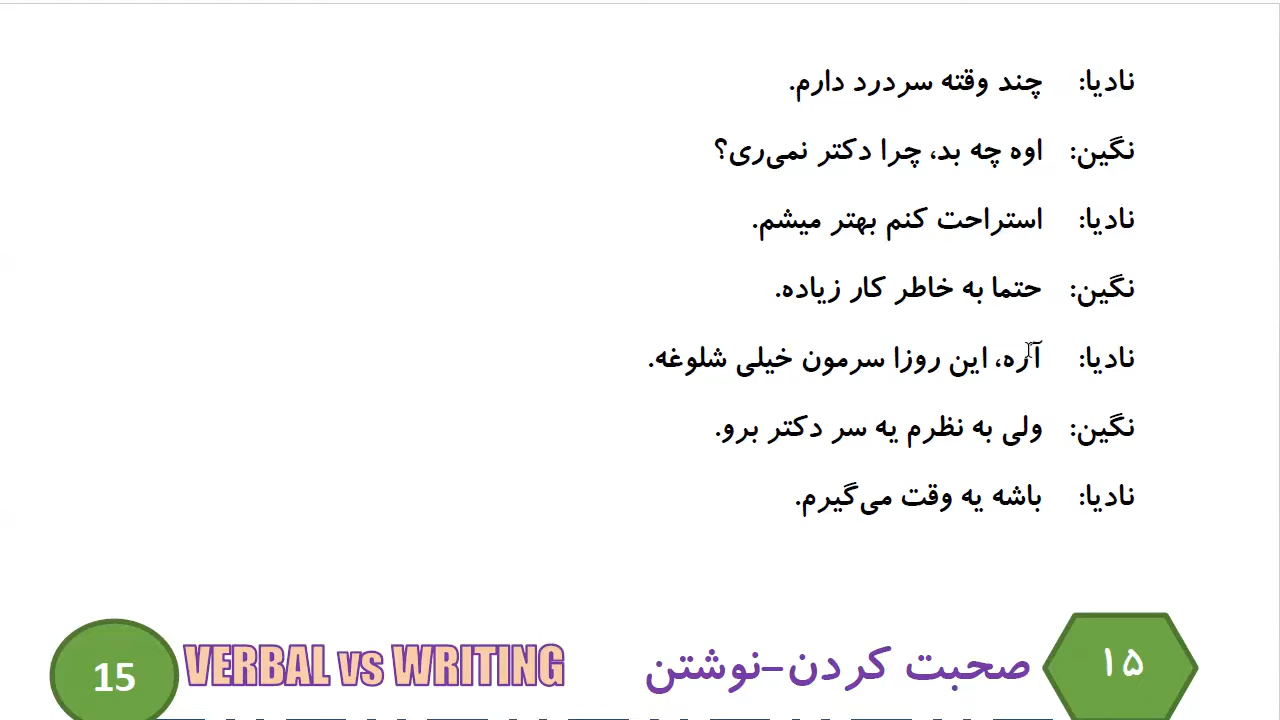 نادیا: چند وقته سردرد دارم.
نگین: اوه چه بد، چرا دکتر نمی‌ری؟
نادیا: استراحت کنم بهتر میشم.
نگین: حتما به خاطر کار زیاده.
نادیا: آره، این روزا سرمون خیلی شلوغه.
نگین: ولی به نظرم یه سر دکتر برو.
نادیا: باشه یه وقت می‌گیرم.
۱۵ صحبت کردن-نوشتن VERBAL vs WRITING 15